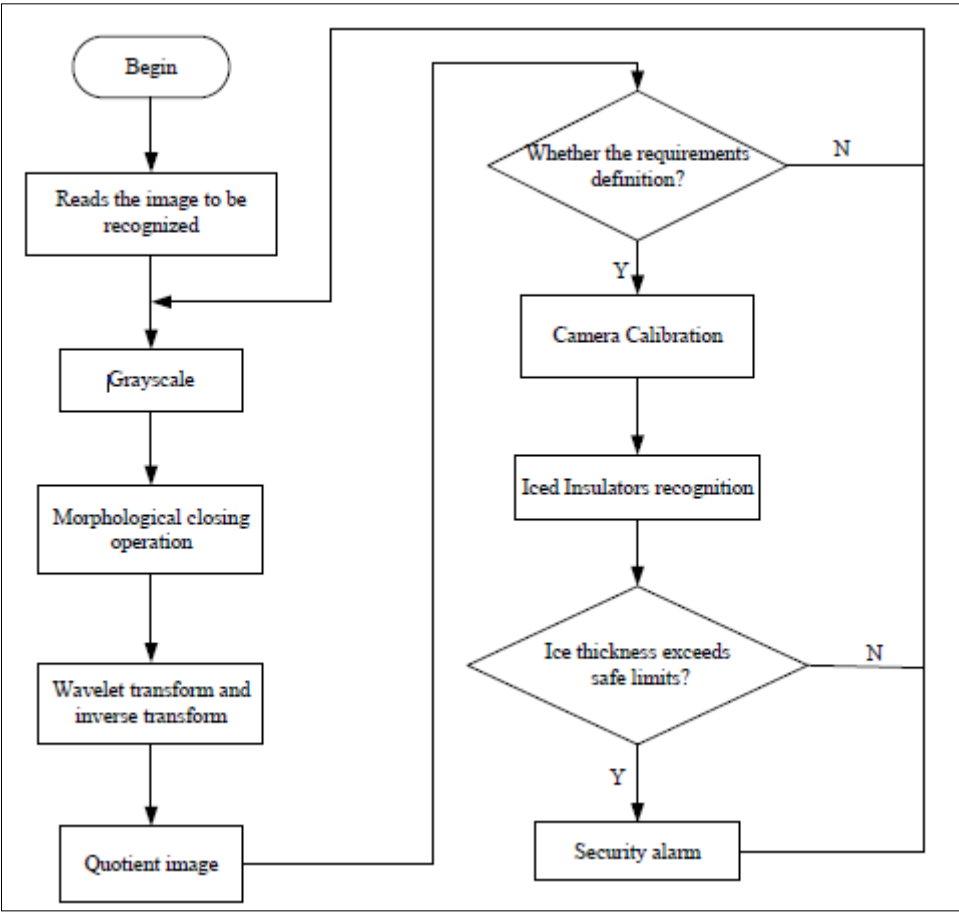 Begin
Reads the image to be
recognized
Grayscale
Morphological closing
operation
Wavelet transform and
inverse transform
Quotient image
Whether the requirements
definition?
N
Y
Camera Calibration
Iced Insulators recognition
Ice thickness exceeds
safe limits?
N
Y
Security alarm